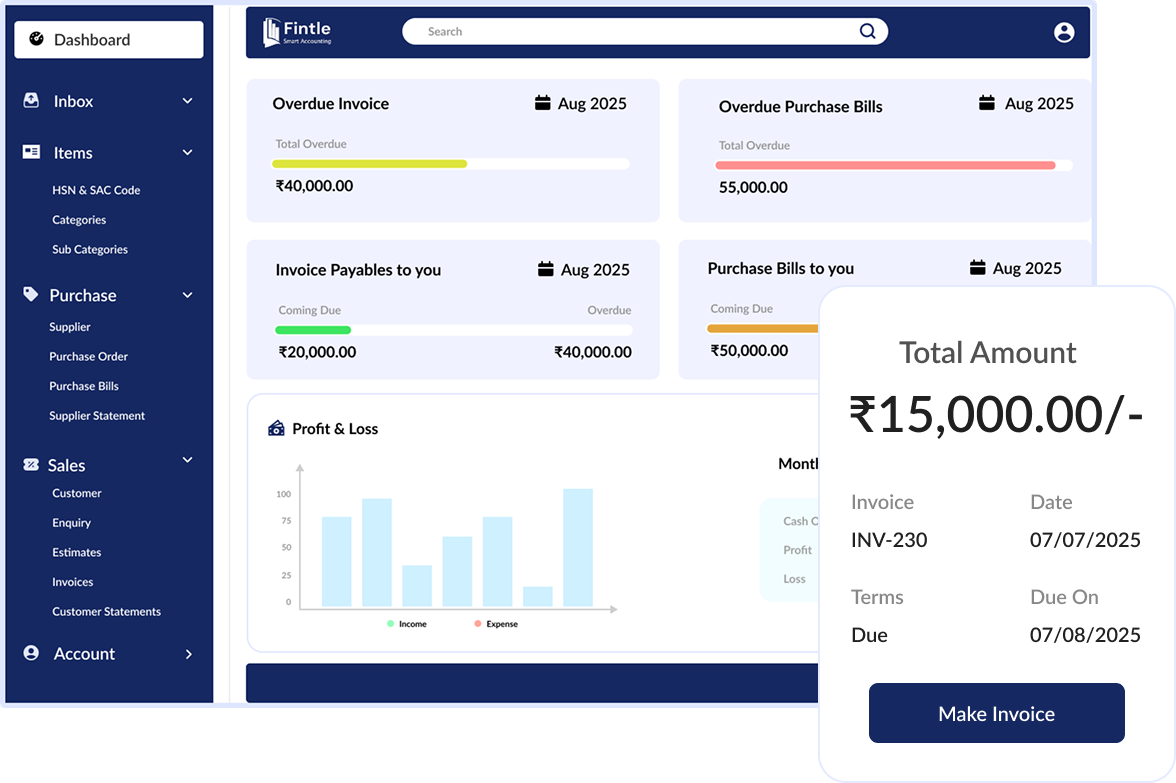 Dashboard
Inbox
Items
HSN & SAC Code
Categories
Sub Categories
Purchase
Supplier
Purchase Order
Purchase Bills
Supplier Statement
Sales
Customer
Enquiry
Estimates
Invoices
Customer Statements
Account
Fintle
Smart Accounting
Search
Overdue Invoice
Aug 2025
Total Overdue
₹40,000.00
Overdue Purchase Bills
Aug 2025
Total Overdue
55,000.00
Invoice Payables to you
Aug 2025
Coming Due
Overdue
₹20,000.00
₹40,000.00
Purchase Bills to you
Aug 2025
Coming Due
₹50,000.00
Profit & Loss
100
75
50
25
0
Income
Expense
Month
Cash O
Profit
Loss
Total Amount
₹15,000.00/-
Invoice
Date
INV-230
07/07/2025
Terms
Due On
Due
07/08/2025
Make Invoice